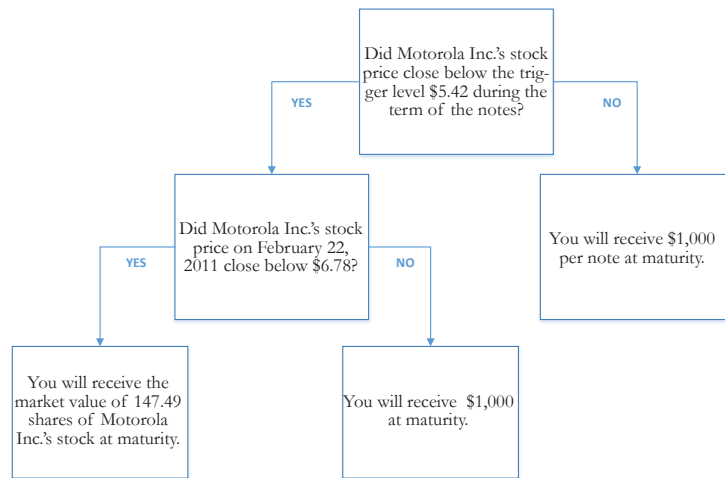 Did Motorola Inc.'s stock
price close below the trig-
ger level $5.42 during the
term of the notes?
YES
NO
Did Motorola Inc.'s stock
price on February 22,
2011 close below $6.78?
You will receive $1,000
per note at maturity.
YES
NO
You will receive the
market value of 147.49
shares of Motorola
Inc.'s stock at maturity.
You will receive $1,000
at maturity.